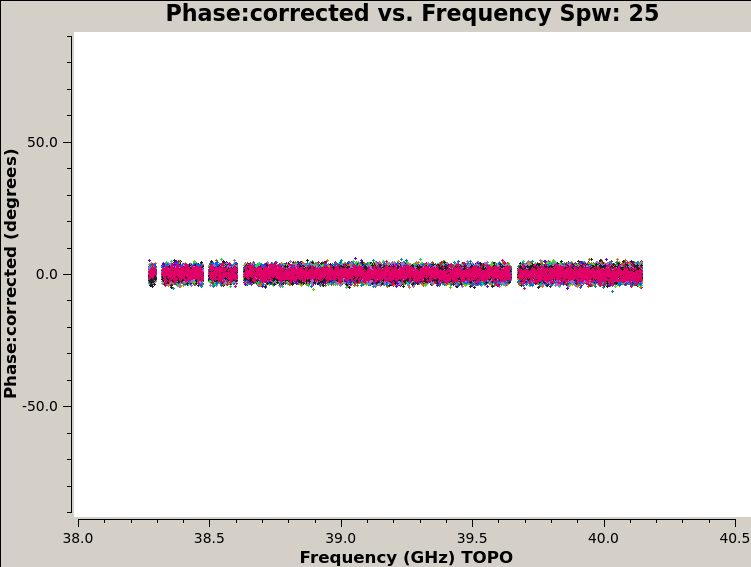 Phase:corrected vs. Frequency Spw: 25
Phase:corrected (degrees)
50.0
0.0
-50.0
38.0 38.5 39.0 39.5 40.0 40.5
Frequency (GHz) TOPO